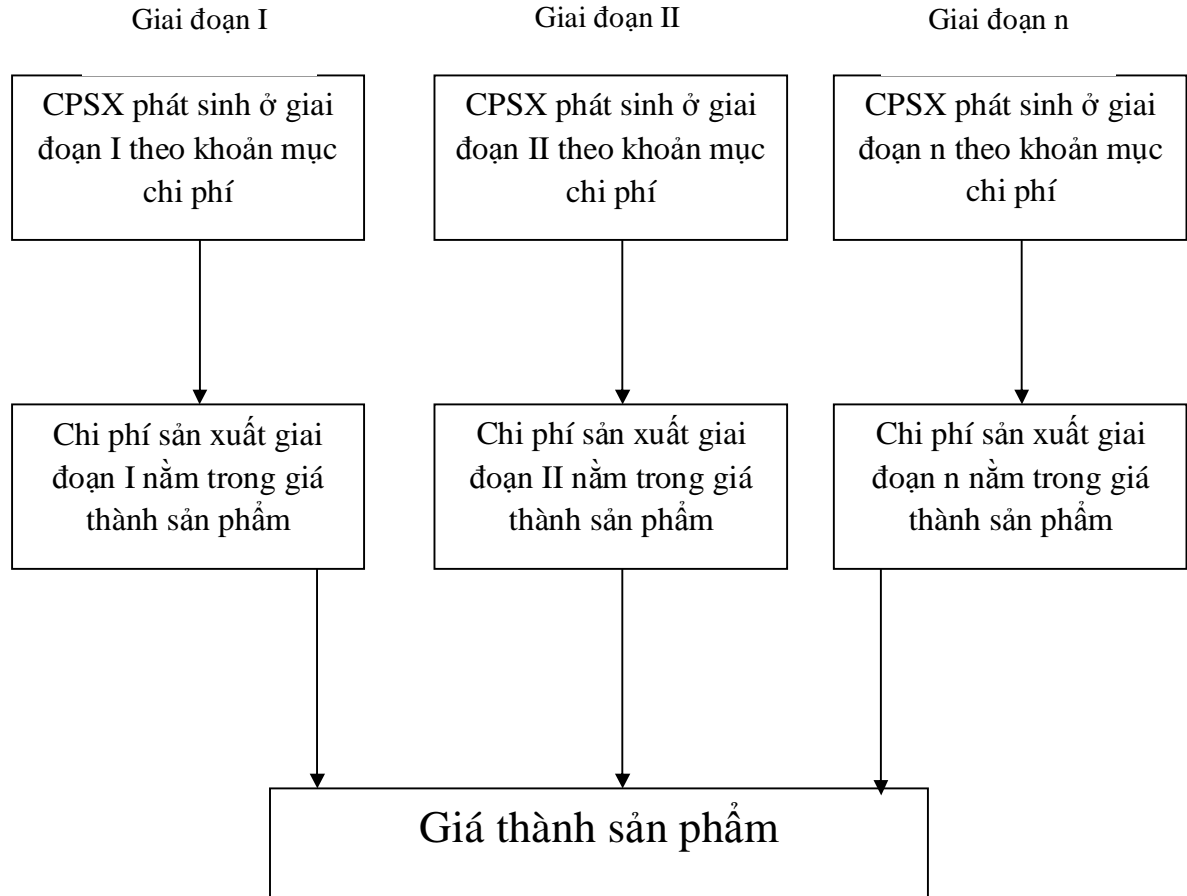 Giai đoạn I
Giai đoạn II
Giai đoạn n
CPSX phát sinh ở giai
đoạn I theo khoản mục
chi phí
CPSX phát sinh ở giai
đoạn II theo khoản mục
chi phí
CPSX phát sinh ở giai
đoạn n theo khoản mục
chi phí
Chi phí sản xuất giai
đoạn I nằm trong giá
thành sản phẩm
Chi phí sản xuất giai
đoạn II nằm trong giá
thành sản phẩm
Chi phí sản xuất giai
đoạn n nằm trong giá
thành sản phẩm
Giá thành sản phẩm